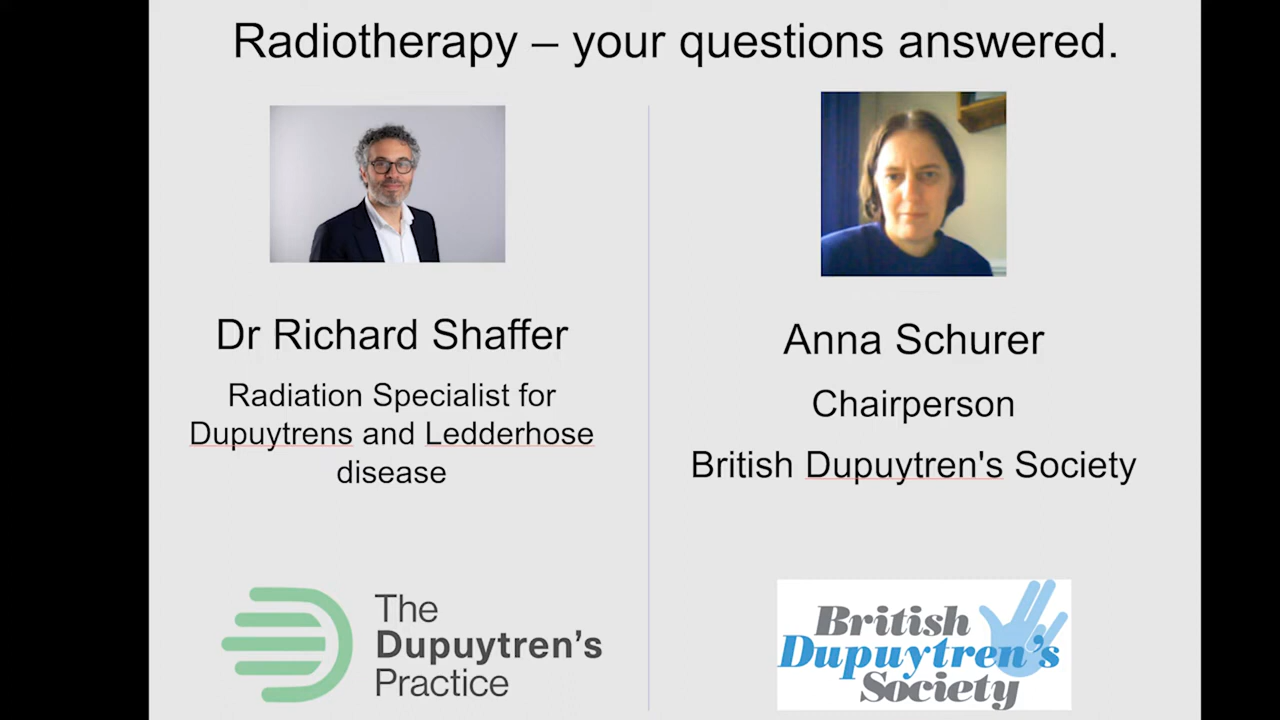 Radiotherapy – your questions answered.
Dr Richard Shaffer
Radiation Specialist for
Dupuytrens and Ledderhose
disease
The
Dupuytren's
Practice
Anna Schurer
Chairperson
British Dupuytren's Society
British
Dupuytren's
Society